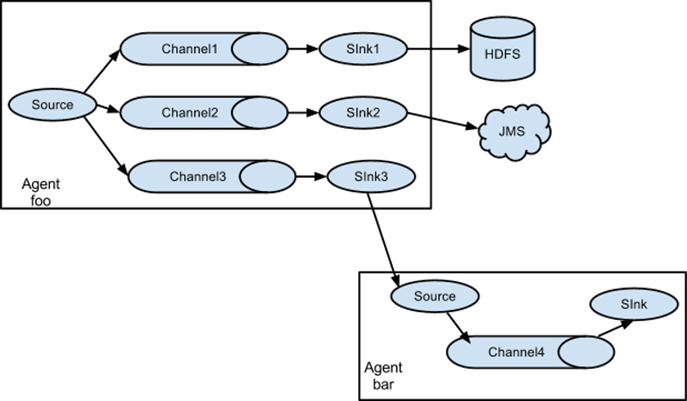 Channel1
SInk1
HDFS
Source
Channel2
SInk2
JMS
Channel3
SInk3
Agent
foo
Source
SInk
Channel4
Agent
bar